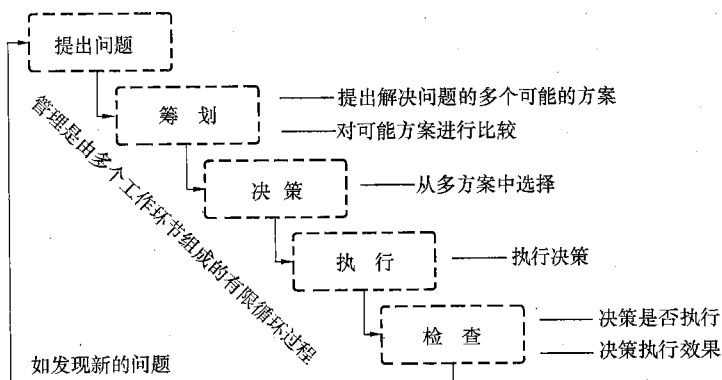 提出问题
筹划
提出解决问题的多个可能的方案
对可能方案进行比较
决策
从多方案中选择
执行
执行决策
检查
决策是否执行
决策执行效果
管理是由多个工作环节组成的有限循环过程
如发现新的问题